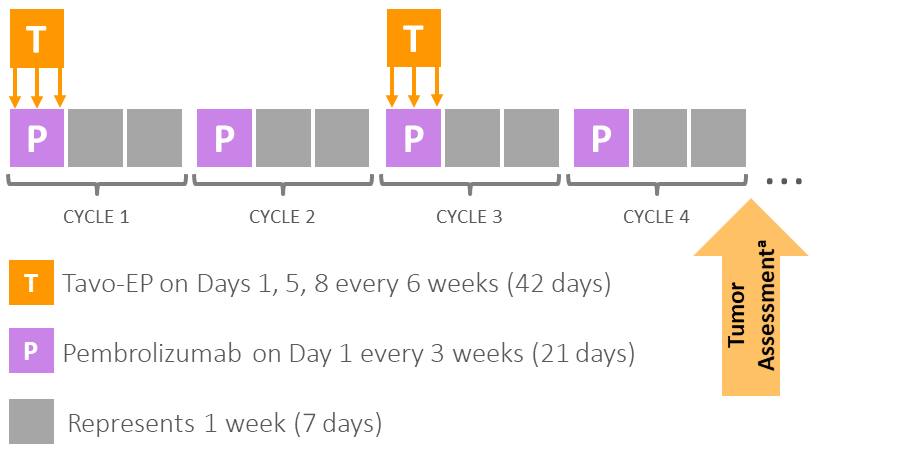 T
T
P
P
P
P
...
CYCLE 1
CYCLE 2
CYCLE 3
CYCLE 4
Tumor
Assessmentᵃ
T
Tavo-EP on Days 1, 5, 8 every 6 weeks (42 days)
P
Pembrolizumab on Day 1 every 3 weeks (21 days)
Represents 1 week (7 days)